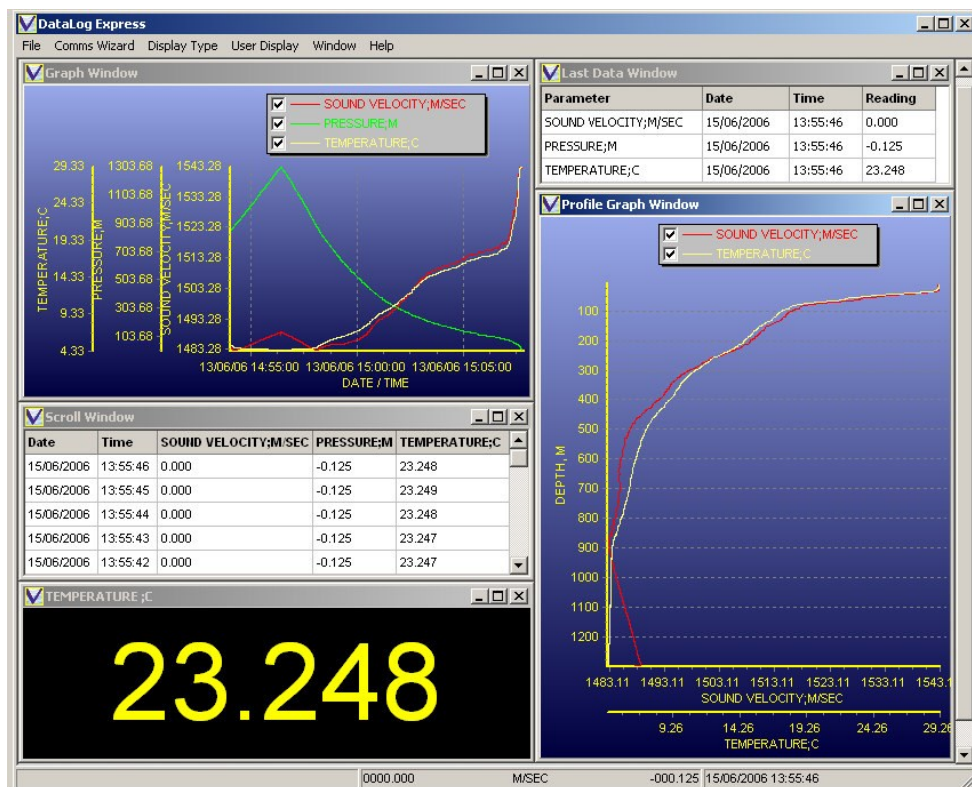 DataLog Express
File Comms Wizard Display Type User Display Window Help
Graph Window
SOUND VELOCITY;M/SEC
PRESSURE;M
TEMPERATURE;C
29.33
24.33
19.33
14.33
9.33
4.33
TEMPERATURE;C
1303.68
1103.68
903.68
703.68
503.68
303.68
103.68
PRESSURE;M
1543.28
1533.28
1523.28
1513.28
1503.28
1493.28
1483.28
SOUND VELOCITY;M/SEC
13/06/06 14:55:00 13/06/06 15:00:00 13/06/06 15:05:00
DATE / TIME
Last Data Window
Parameter Date Time Reading
SOUND VELOCITY;M/SEC 15/06/2006 13:55:46 0.000
PRESSURE;M 15/06/2006 13:55:46 -0.125
TEMPERATURE;C 15/06/2006 13:55:46 23.248
Scroll Window
Date Time SOUND VELOCITY;M/SEC PRESSURE;M TEMPERATURE;C
15/06/2006 13:55:46 0.000 -0.125 23.248
15/06/2006 13:55:45 0.000 -0.125 23.249
15/06/2006 13:55:44 0.000 -0.125 23.248
15/06/2006 13:55:43 0.000 -0.125 23.247
15/06/2006 13:55:42 0.000 -0.125 23.247
TEMPERATURE ;C
23.248
Profile Graph Window
SOUND VELOCITY;M/SEC
TEMPERATURE;C
100
200
300
400
500
600
700
800
900
1000
1100
1200
DEPTH, M
1483.11 1493.11 1503.11 1513.11 1523.11 1533.11 1543.1
SOUND VELOCITY;M/SEC
9.26 14.26 19.26 24.26 29.26
TEMPERATURE;C
0000.000 M/SEC -000.125 15/06/2006 13:55:46